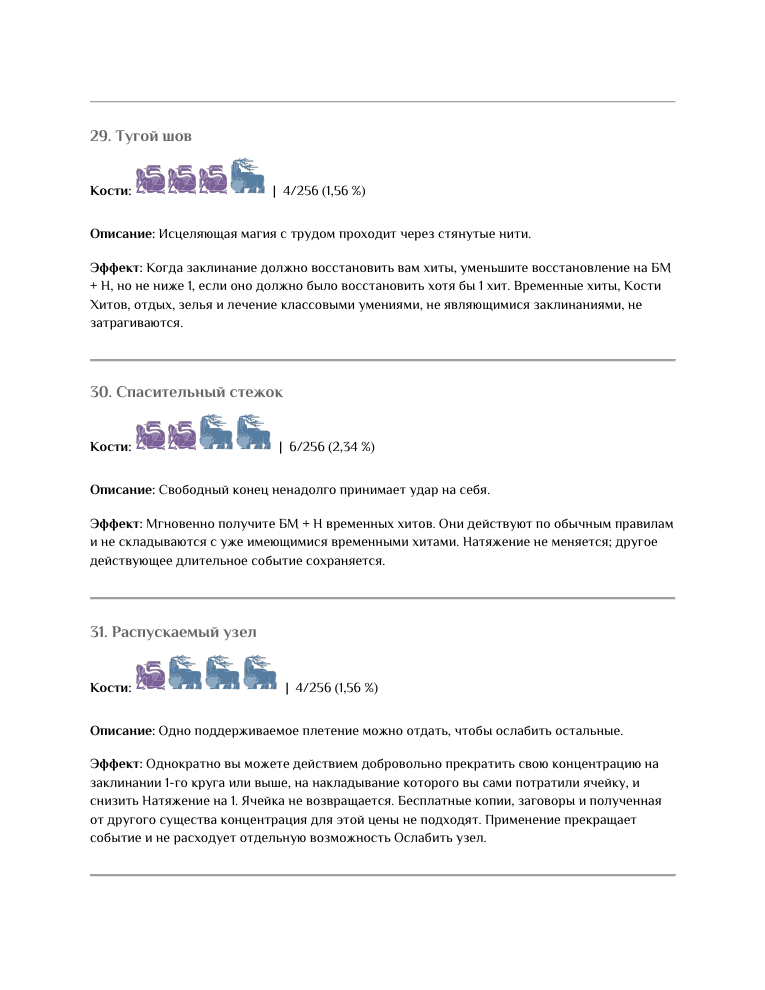 29. Тугой шов
Кости: | 4/256 (1,56 %)
Описание: Исцеляющая магия с трудом проходит через стянутые нити.
Эффект: Когда заклинание должно восстановить вам хиты, уменьшите восстановление на БМ
+ Н, но не ниже 1, если оно должно было восстановить хотя бы 1 хит. Временные хиты, Кости
Хитов, отдых, зелья и лечение классовыми умениями, не являющимися заклинаниями, не
затрагиваются.
30. Спасительный стежок
Кости: | 6/256 (2,34 %)
Описание: Свободный конец ненадолго принимает удар на себя.
Эффект: Мгновенно получите БМ + Н временных хитов. Они действуют по обычным правилам
и не складываются с уже имеющимися временными хитами. Натяжение не меняется; другое
действующее длительное событие сохраняется.
31. Распускаемый узел
Кости: | 4/256 (1,56 %)
Описание: Одно поддерживаемое плетение можно отдать, чтобы ослабить остальные.
Эффект: Однократно вы можете действием добровольно прекратить свою концентрацию на
заклинании 1-го круга или выше, на накладывание которого вы сами потратили ячейку, и
снизить Натяжение на 1. Ячейка не возвращается. Бесплатные копии, заговоры и полученная
от другого существа концентрация для этой цены не подходят. Применение прекращает
событие и не расходует отдельную возможность Ослабить узел.